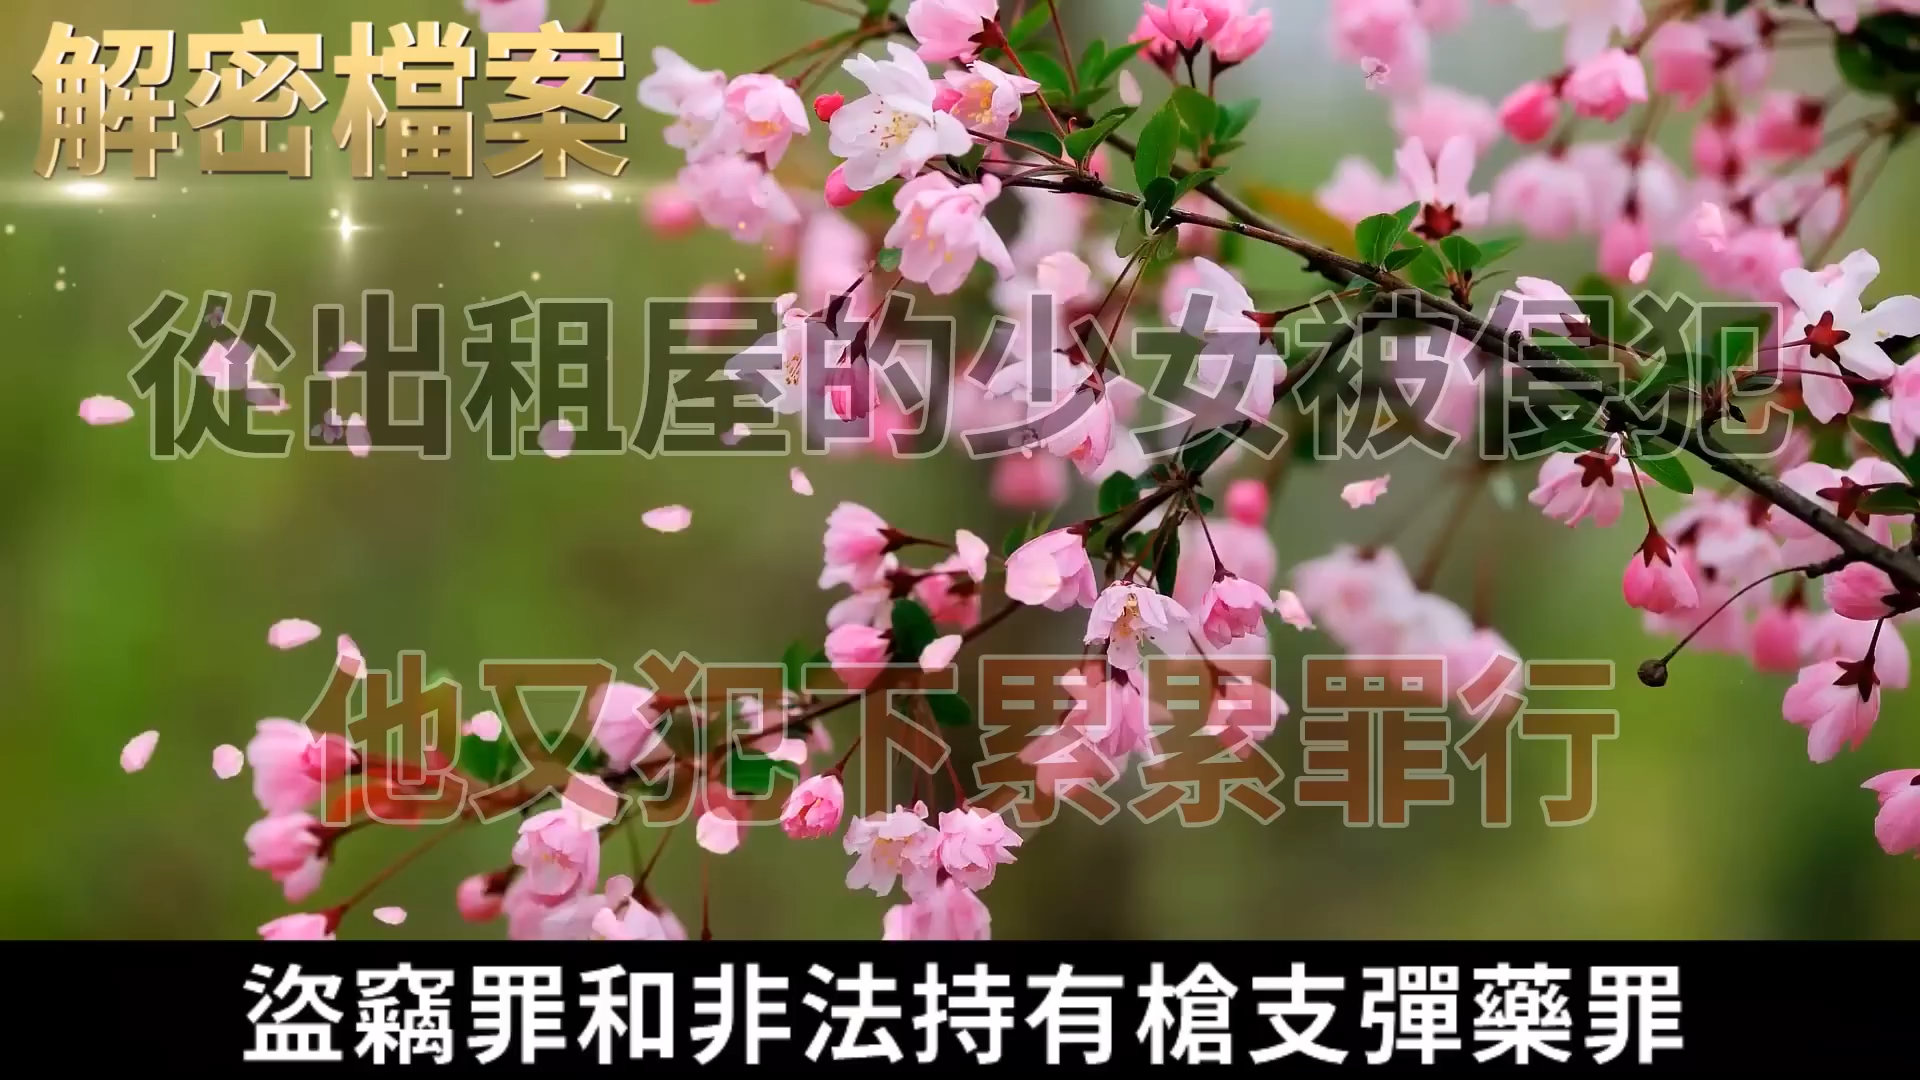 解密檔案
從出租屋的少女被侵犯
他又犯下累累罪行
盜竊罪和非法持有槍支彈藥罪